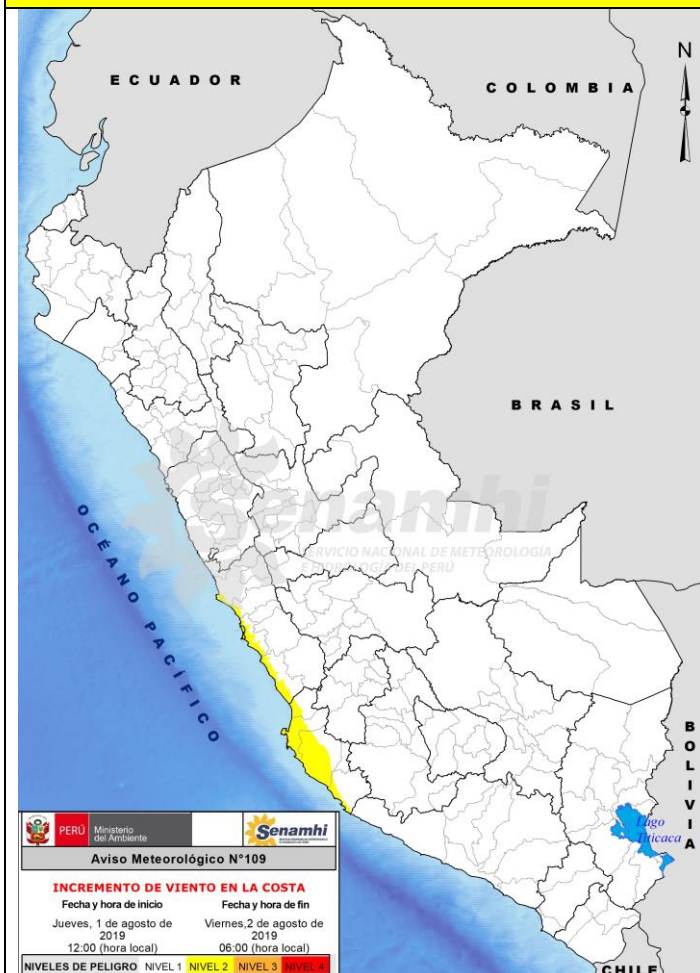 ECUADOR
COLOMBIA
N
BRASIL
Senamhi
SERVICIO NACIONAL DE METEOROLOGÍA
E HIDROLOGÍA DEL PERÚ
OCÉANO PACÍFICO
BOLIVIA
Lago
Titicaca
CHILE
PERÚ Ministerio
del Ambiente
Senamhi
Aviso Meteorológico N°109
INCREMENTO DE VIENTO EN LA COSTA
Fecha y hora de inicio Fecha y hora de fin
Jueves, 1 de agosto de Viernes,2 de agosto de
2019 2019
12:00 (hora local) 06:00 (hora local)
NIVELES DE PELIGRO NIVEL 1 NIVEL 2 NIVEL 3 NIVEL 4